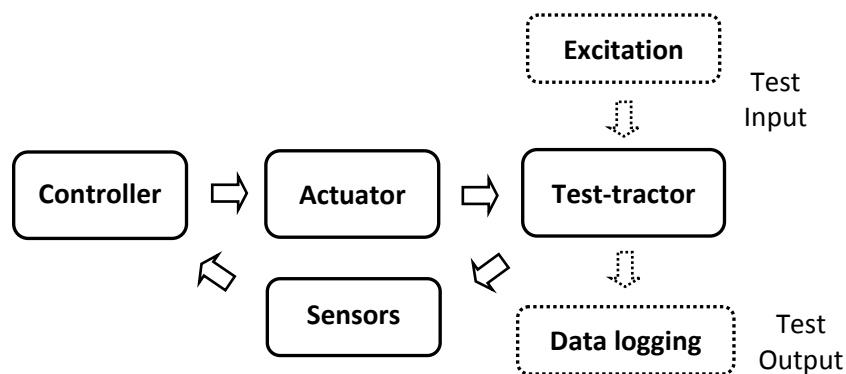 Excitation
Test
Input
Controller
Actuator
Test-tractor
Sensors
Data logging
Test
Output